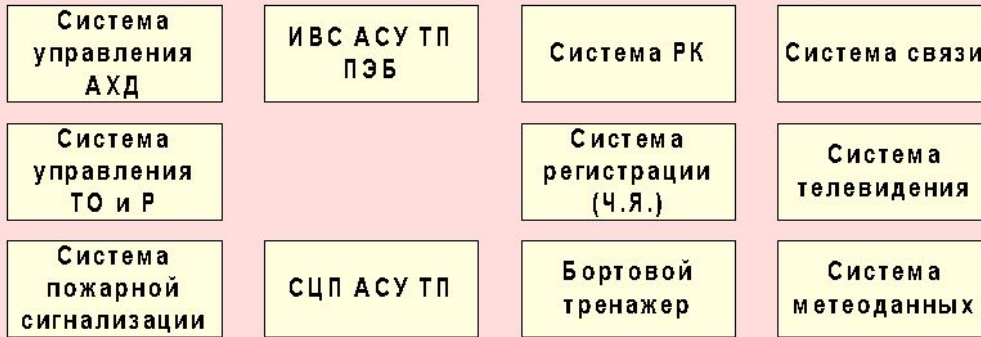 Система
управления
АХД
ИВС АСУ ТП
ПЭБ
Система РК
Система связи
Система
управления
ТО и Р
Система
регистрации
(Ч.Я.)
Система
телевидения
Система
пожарной
сигнализации
СЦП АСУ ТП
Бортовой
тренажер
Система
метеоданных